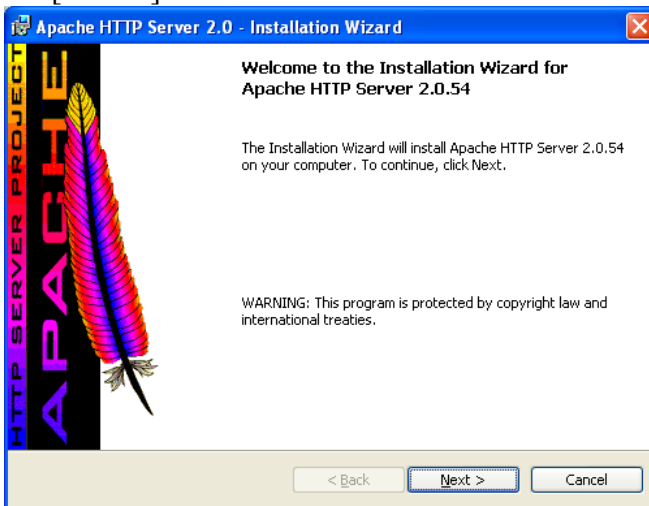 Apache HTTP Server 2.0 - Installation Wizard
HTTP SERVER PROJECT
APACHE
Welcome to the Installation Wizard for
Apache HTTP Server 2.0.54
The Installation Wizard will install Apache HTTP Server 2.0.54
on your computer. To continue, click Next.
WARNING: This program is protected by copyright law and
international treaties.
< Back
Next >
Cancel